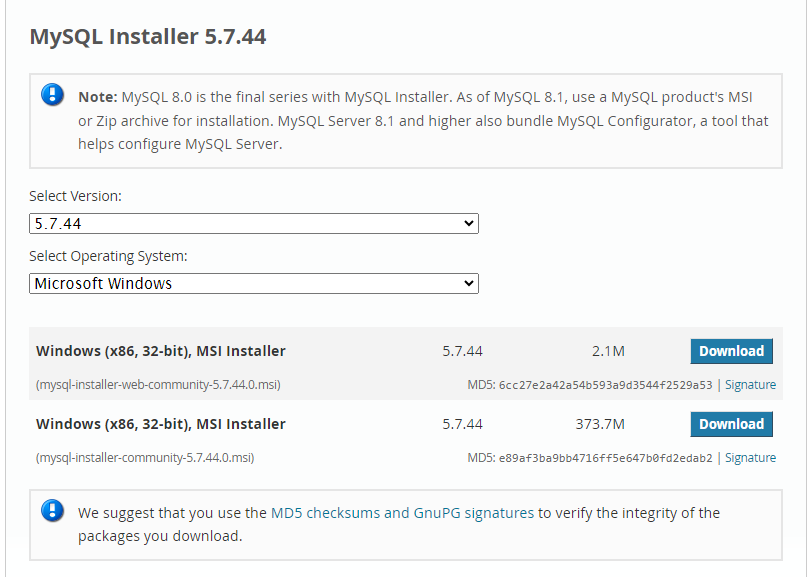 MySQL Installer 5.7.44
Note: MySQL 8.0 is the final series with MySQL Installer. As of MySQL 8.1, use a MySQL product's MSI
or Zip archive for installation. MySQL Server 8.1 and higher also bundle MySQL Configurator, a tool that
helps configure MySQL Server.
Select Version:
5.7.44
Select Operating System:
Microsoft Windows
Windows (x86, 32-bit), MSI Installer 5.7.44 2.1M Download
(mysql-installer-web-community-5.7.44.0.msi) MD5: 6cc27e2a42a54b593a9d3544f2529a53 | Signature
Windows (x86, 32-bit), MSI Installer 5.7.44 373.7M Download
(mysql-installer-community-5.7.44.0.msi) MD5: e89af3ba9bb4716ff5e647b0fd2edab2 | Signature
We suggest that you use the MD5 checksums and GnuPG signatures to verify the integrity of the
packages you download.